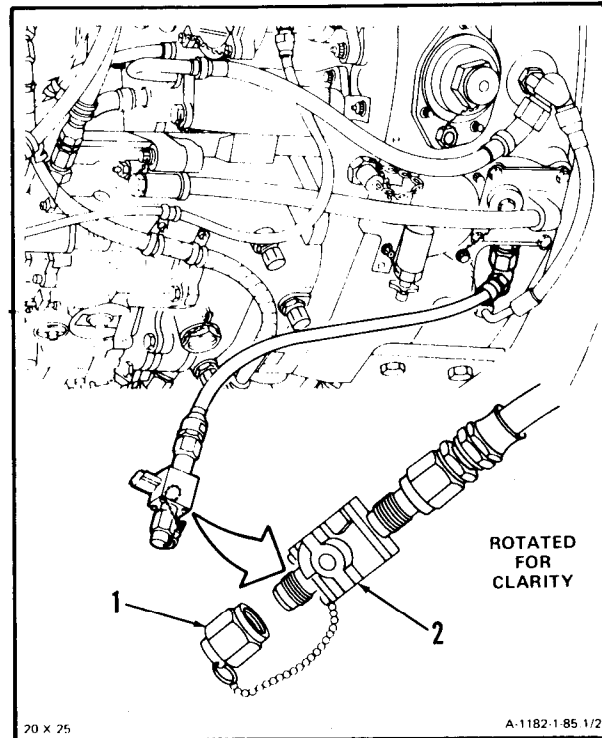 ROTATED
FOR
CLARITY
1
2
20 X 25
A-1182-1-85.1/2